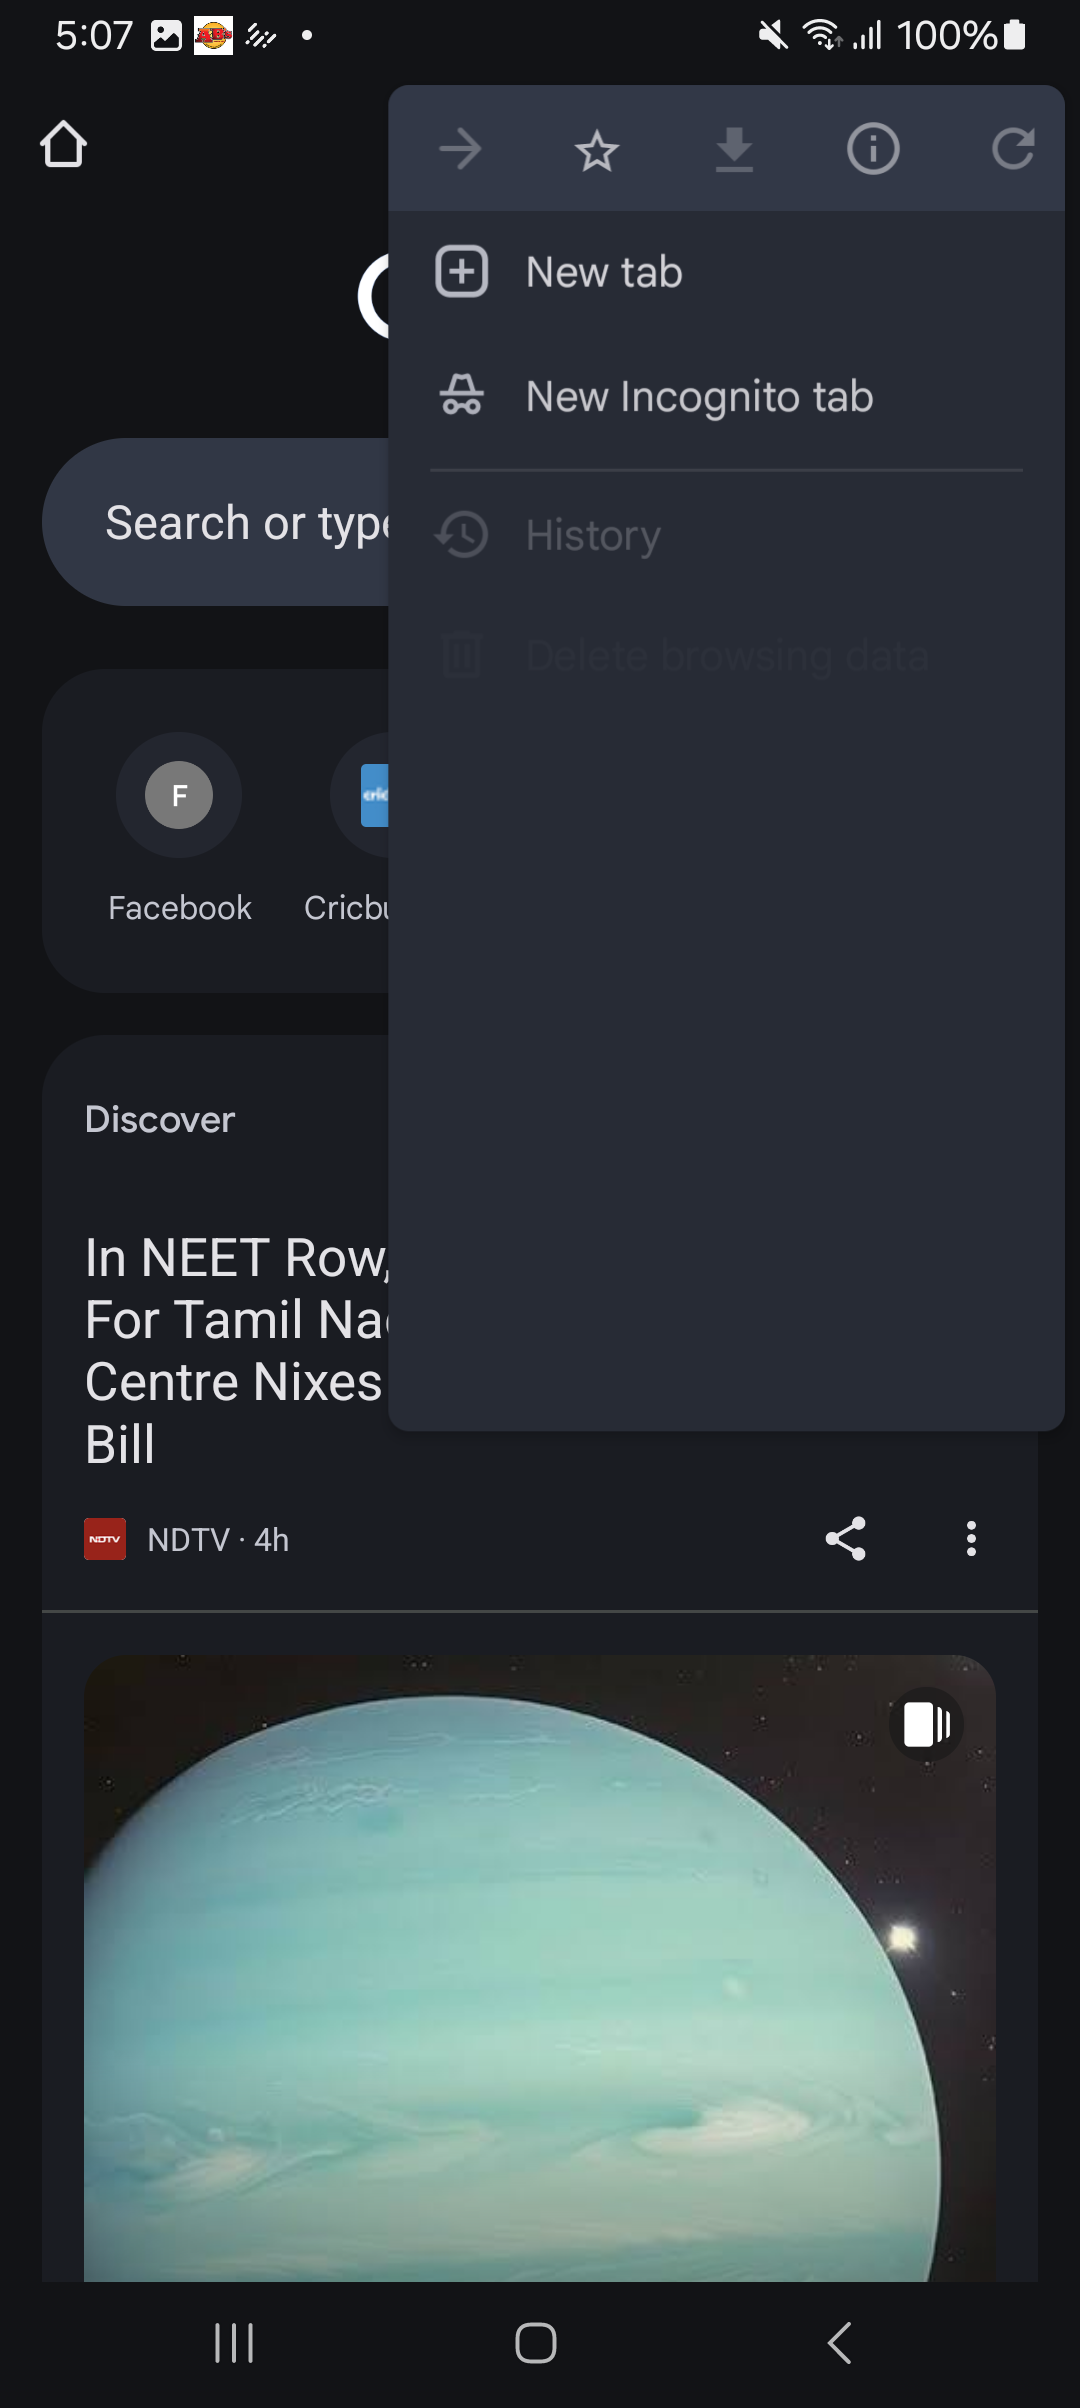 5:07
100%
New tab
New Incognito tab
Search or type
History
Delete browsing data
F
Facebook
Cricbu
Discover
In NEET Row,
For Tamil Na
Centre Nixes
Bill
NDTV
NDTV · 4h